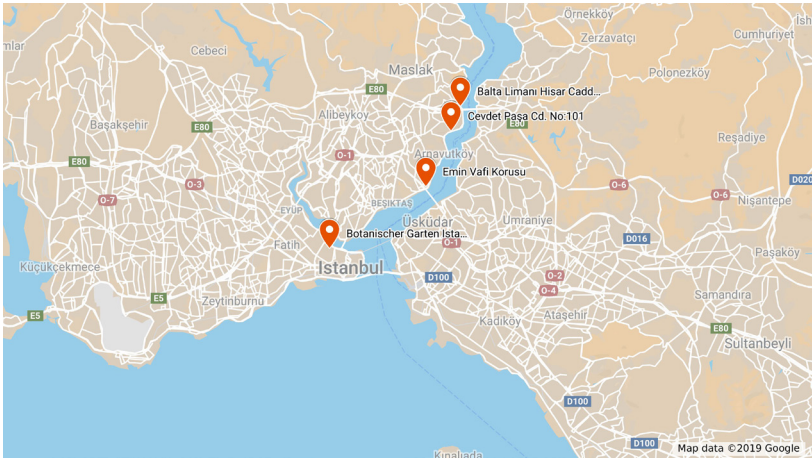 Örnekköy
Zerzavatçı
Cumhuriyet
Cebeci
Maslak
Polonezköy
E80
Balta Limanı Hisar Cadd...
Alibeyköy
Cevdet Paşa Cd. No:101
Başakşehir
E80
E80
Reşadiye
O-1
Arnavutköy
E80
O-3
Emin Vafi Korusu
D020
O-6
O-6
O-7
BEŞİKTAŞ
Nişantepe
EYÜP
Üsküdar
Ümraniye
Botanischer Garten Ista...
Fatih
O-1
D016
Paşaköy
Küçükçekmece
Istanbul
D100
O-2
O-4
Samandıra
E5
Zeytinburnu
E5
Kadıköy
Ataşehir
E80
Sultanbeyli
D100
D100
Map data ©2019 Google